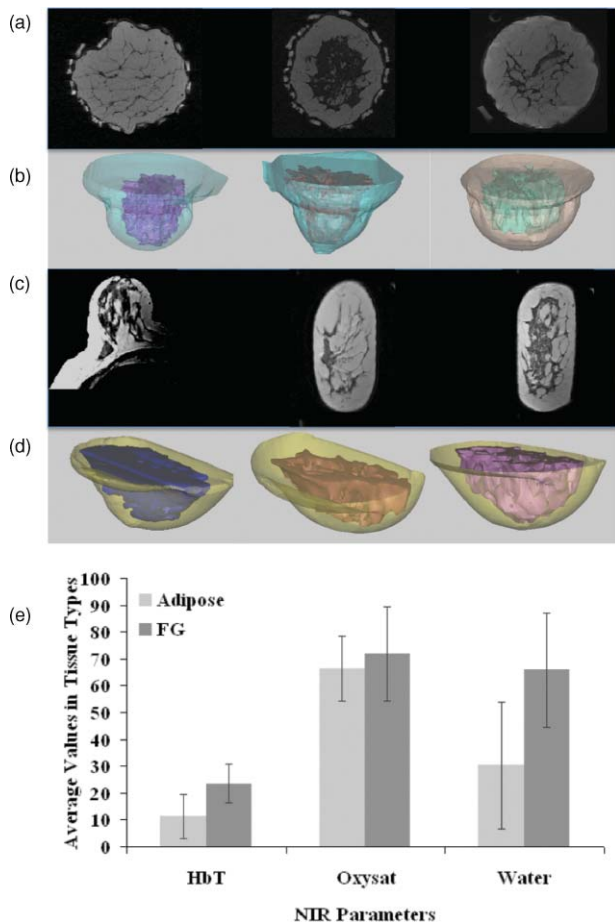 (a)
(b)
(c)
(d)
(e)
Average Values in Tissue Types
100
90
80
70
60
50
40
30
20
10
0
Adipose
FG
HbT
Oxysat
Water
NIR Parameters